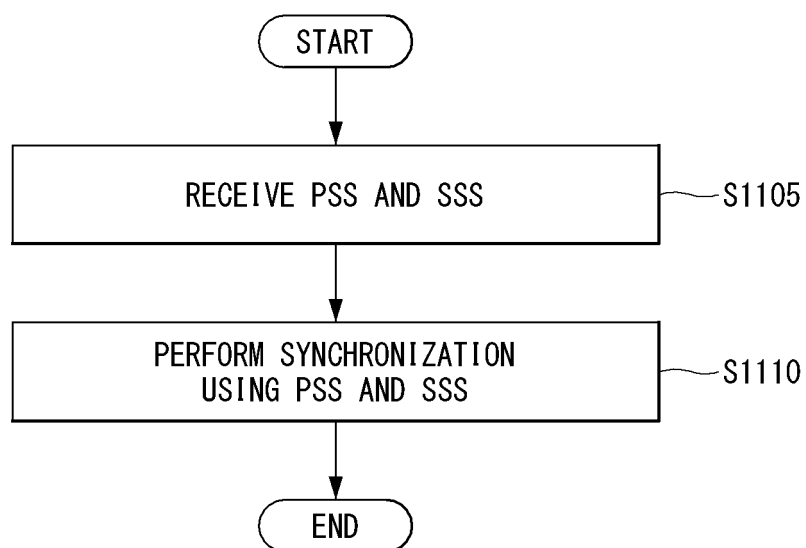 START
RECEIVE PSS AND SSS
S1105
PERFORM SYNCHRONIZATION
USING PSS AND SSS
S1110
END